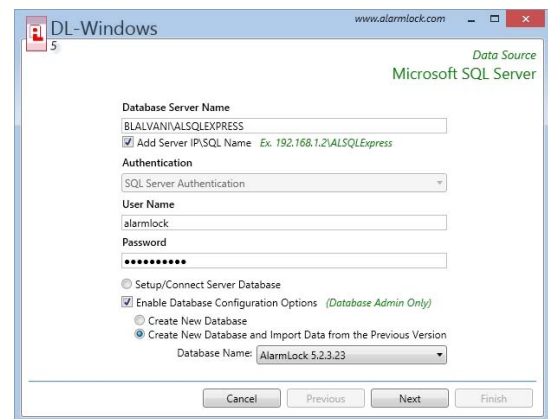 DL-Windows
5
www.alarmlock.com
Data Source
Microsoft SQL Server
Database Server Name
BLALVANI\ALSQLEXPRESS
Add Server IP\SQL Name Ex. 192.168.1.2\ALSQLExpress
Authentication
SQL Server Authentication
User Name
alarmlock
Password
●●●●●●●●●●
Setup/Connect Server Database
Enable Database Configuration Options (Database Admin Only)
Create New Database
Create New Database and Import Data from the Previous Version
Database Name: AlarmLock 5.2.3.23
Cancel Previous Next Finish